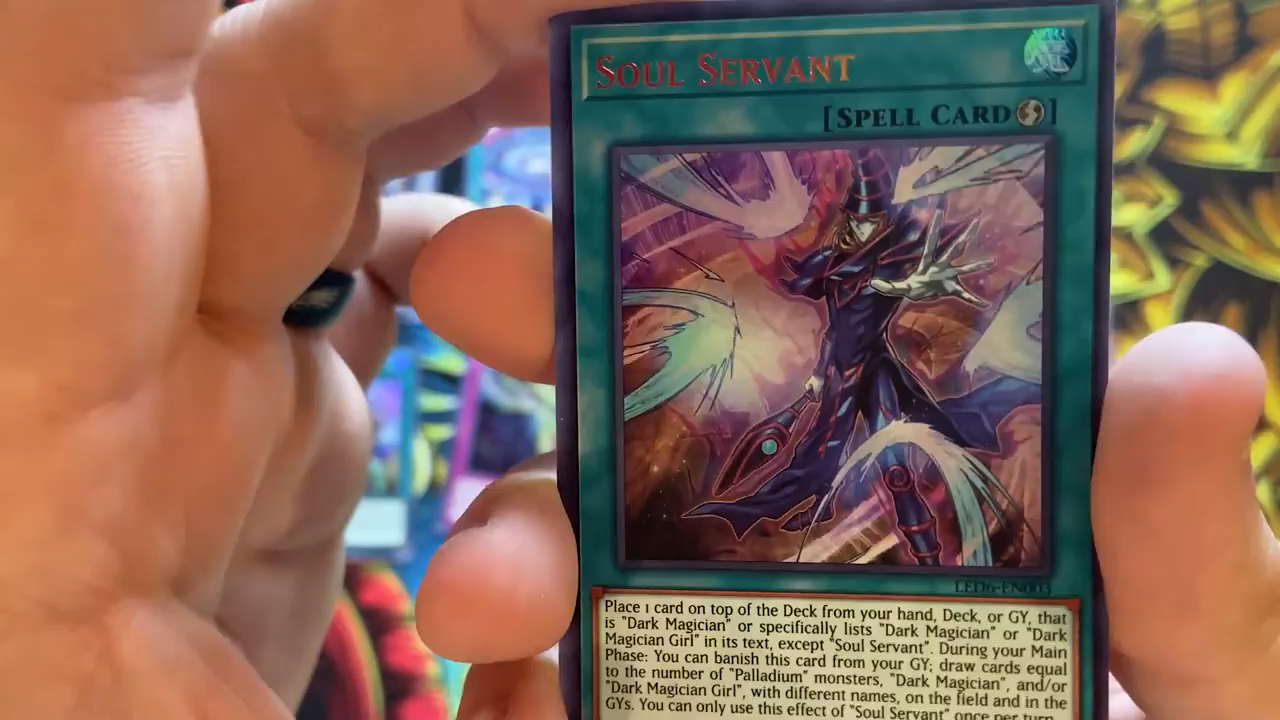 SOUL SERVANT
[SPELL CARD]
LED6-EN003
Place 1 card on top of the Deck from your hand, Deck, or GY, that
is "Dark Magician" or specifically lists "Dark Magician" or "Dark
Magician Girl" in its text, except "Soul Servant". During your Main
Phase: You can banish this card from your GY; draw cards equal
to the number of "Palladium" monsters, "Dark Magician", and/or
"Dark Magician Girl", with different names, on the field and in the
GYs. You can only use this effect of "Soul Servant" once per turn.